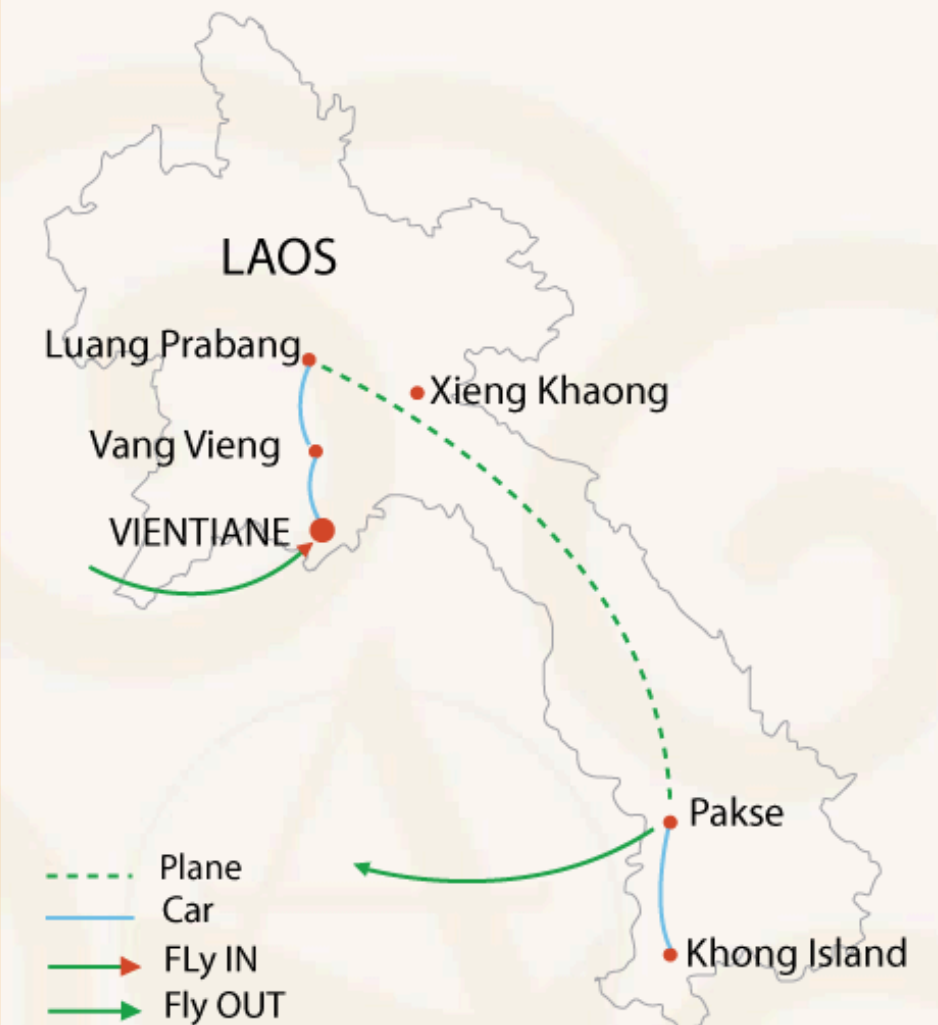 LAOS
Luang Prabang
Xieng Khaong
Vang Vieng
VIENTIANE
Pakse
Khong Island
Plane
Car
FLy IN
Fly OUT